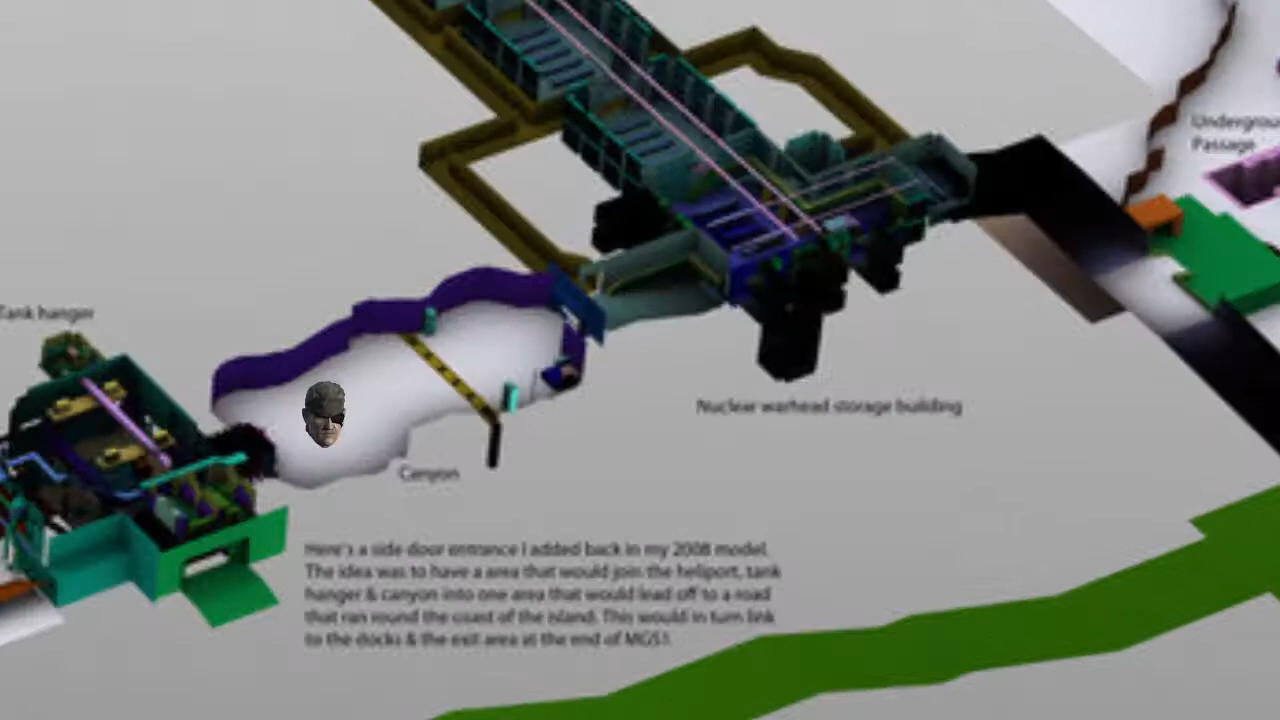 Undergrou
Passage
Tank hanger
Nuclear warhead storage building
Canyon
Here's a side door entrance I added back in my 2008 model.
The idea was to have a area that would join the heliport, tank
hanger & canyon into one area that would lead off to a road
that ran round the coast of the island. This would in turn link
to the docks & the exit area at the end of MGS1.